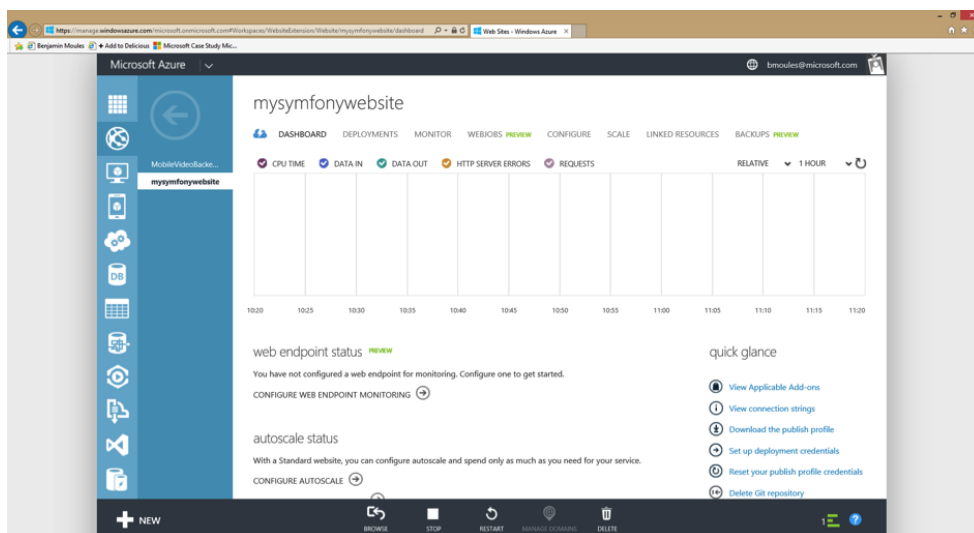 https://manage.windowsazure.com/microsoft.onmicrosoft.com#Workspaces/WebsiteExtension/Website/mysymfonywebsite/dashboard
Web Sites - Windows Azure
Benjamin Moules
Add to Delicious
Microsoft Case Study Mic...
Microsoft Azure
bmoules@microsoft.com
mysymfonywebsite
DASHBOARD DEPLOYMENTS MONITOR WEBJOBS PREVIEW CONFIGURE SCALE LINKED RESOURCES BACKUPS PREVIEW
MobileVideoBacke...
mysymfonywebsite
CPU TIME DATA IN DATA OUT HTTP SERVER ERRORS REQUESTS RELATIVE 1 HOUR
DB
10:20 10:25 10:30 10:35 10:40 10:45 10:50 10:55 11:00 11:05 11:10 11:15 11:20
web endpoint status PREVIEW
You have not configured a web endpoint for monitoring. Configure one to get started.
CONFIGURE WEB ENDPOINT MONITORING
autoscale status
With a Standard website, you can configure autoscale and spend only as much as you need for your service.
CONFIGURE AUTOSCALE
quick glance
View Applicable Add-ons
View connection strings
Download the publish profile
Set up deployment credentials
Reset your publish profile credentials
Delete Git repository
NEW
BROWSE STOP RESTART MANAGE DOMAINS DELETE
1
?